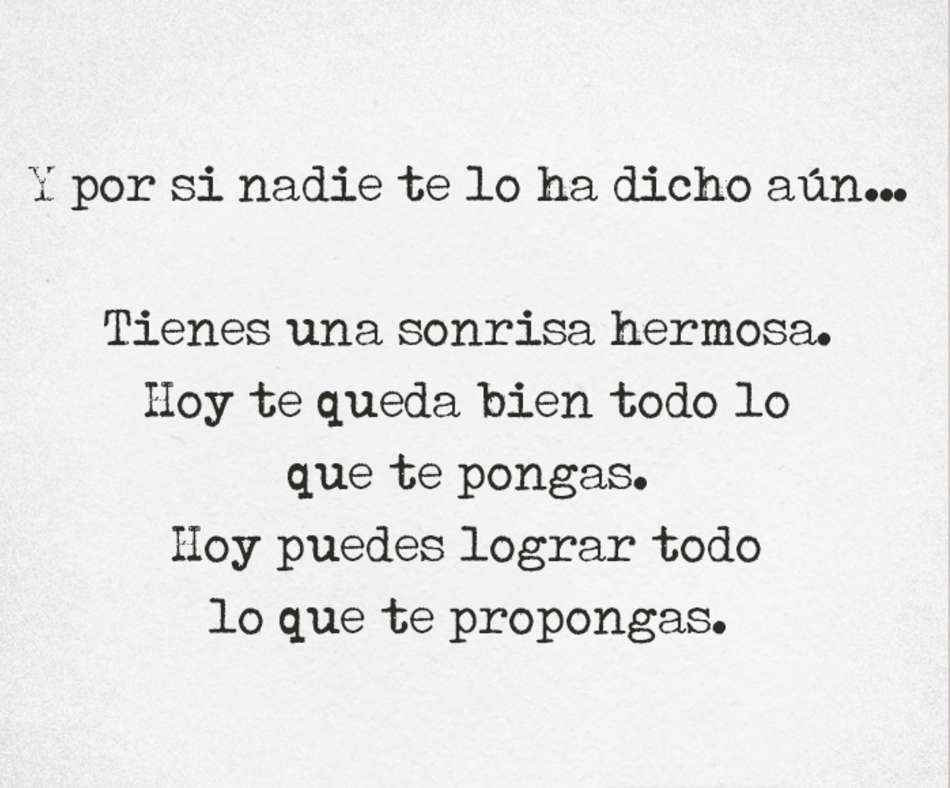 Y por si nadie te lo ha dicho aún...
Tienes una sonrisa hermosa.
Hoy te queda bien todo lo
que te pongas.
Hoy puedes lograr todo
lo que te propongas.